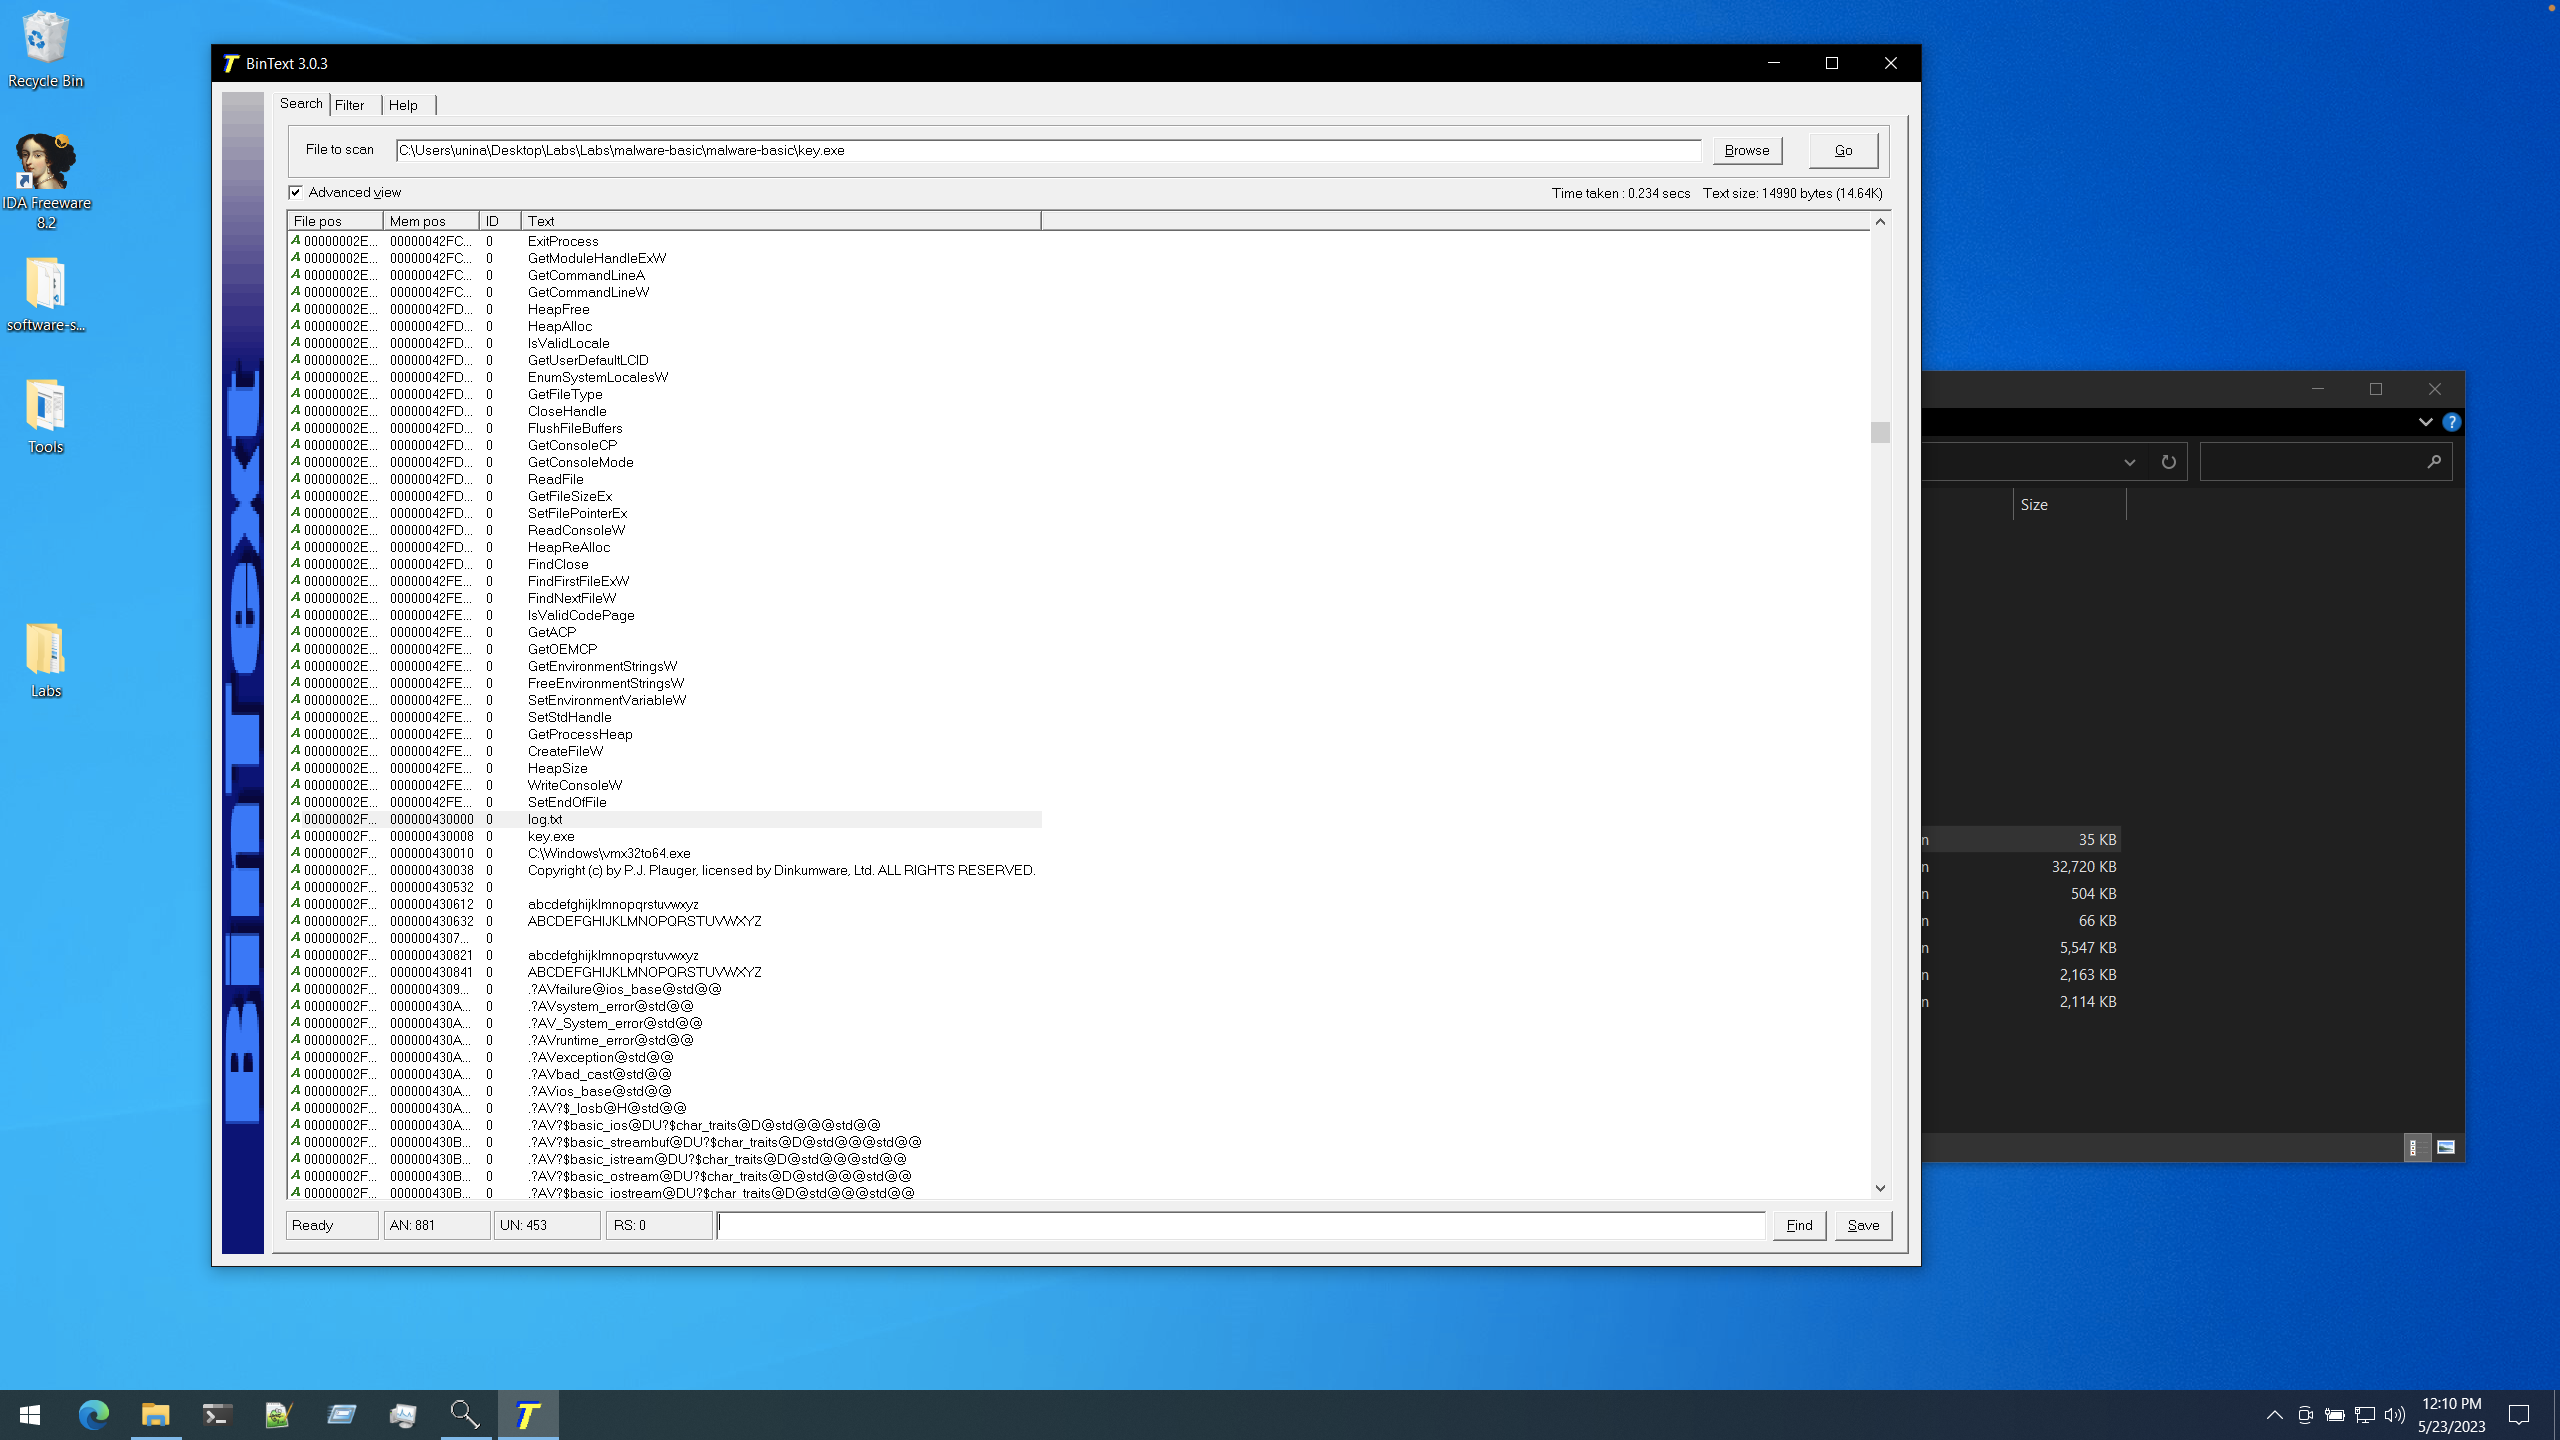 Recycle Bin
IDA Freeware
8.2
software-s...
Tools
Labs
BinText 3.0.3
Search Filter Help
File to scan C:\Users\unina\Desktop\Labs\Labs\malware-basic\malware-basic\key.exe Browse Go
Advanced view Time taken : 0.234 secs Text size: 14990 bytes (14.64K)
File pos Mem pos ID Text
A 00000002E... 00000042FC... 0 ExitProcess
A 00000002E... 00000042FC... 0 GetModuleHandleExW
A 00000002E... 00000042FC... 0 GetCommandLineA
A 00000002E... 00000042FC... 0 GetCommandLineW
A 00000002E... 00000042FD... 0 HeapFree
A 00000002E... 00000042FD... 0 HeapAlloc
A 00000002E... 00000042FD... 0 IsValidLocale
A 00000002E... 00000042FD... 0 GetUserDefaultLCID
A 00000002E... 00000042FD... 0 EnumSystemLocalesW
A 00000002E... 00000042FD... 0 GetFileType
A 00000002E... 00000042FD... 0 CloseHandle
A 00000002E... 00000042FD... 0 FlushFileBuffers
A 00000002E... 00000042FD... 0 GetConsoleCP
A 00000002E... 00000042FD... 0 GetConsoleMode
A 00000002E... 00000042FD... 0 ReadFile
A 00000002E... 00000042FD... 0 GetFileSizeEx
A 00000002E... 00000042FD... 0 SetFilePointerEx
A 00000002E... 00000042FD... 0 ReadConsoleW
A 00000002E... 00000042FD... 0 HeapReAlloc
A 00000002E... 00000042FD... 0 FindClose
A 00000002E... 00000042FE... 0 FindFirstFileExW
A 00000002E... 00000042FE... 0 FindNextFileW
A 00000002E... 00000042FE... 0 IsValidCodePage
A 00000002E... 00000042FE... 0 GetACP
A 00000002E... 00000042FE... 0 GetOEMCP
A 00000002E... 00000042FE... 0 GetEnvironmentStringsW
A 00000002E... 00000042FE... 0 FreeEnvironmentStringsW
A 00000002E... 00000042FE... 0 SetEnvironmentVariableW
A 00000002E... 00000042FE... 0 SetStdHandle
A 00000002E... 00000042FE... 0 GetProcessHeap
A 00000002E... 00000042FE... 0 CreateFileW
A 00000002E... 00000042FE... 0 HeapSize
A 00000002E... 00000042FE... 0 WriteConsoleW
A 00000002E... 00000042FE... 0 SetEndOfFile
A 00000002F... 000000430000 0 log.txt
A 00000002F... 000000430008 0 key.exe
A 00000002F... 000000430010 0 C:\Windows\vmx32to64.exe
A 00000002F... 000000430038 0 Copyright (c) by P.J. Plauger, licensed by Dinkumware, Ltd. ALL RIGHTS RESERVED.
A 00000002F... 000000430532 0
A 00000002F... 000000430612 0 abcdefghijklmnopqrstuvwxyz
A 00000002F... 000000430632 0 ABCDEFGHIJKLMNOPQRSTUVWXYZ
A 00000002F... 0000004307... 0
A 00000002F... 000000430821 0 abcdefghijklmnopqrstuvwxyz
A 00000002F... 000000430841 0 ABCDEFGHIJKLMNOPQRSTUVWXYZ
A 00000002F... 0000004309... 0 .?AVfailure@ios_base@std@@
A 00000002F... 000000430A... 0 .?AVsystem_error@std@@
A 00000002F... 000000430A... 0 .?AV_System_error@std@@
A 00000002F... 000000430A... 0 .?AVruntime_error@std@@
A 00000002F... 000000430A... 0 .?AVexception@std@@
A 00000002F... 000000430A... 0 .?AVbad_cast@std@@
A 00000002F... 000000430A... 0 .?AVios_base@std@@
A 00000002F... 000000430A... 0 .?AV?$_Iosb@H@std@@
A 00000002F... 000000430A... 0 .?AV?$basic_ios@DU?$char_traits@D@std@@@std@@
A 00000002F... 000000430B... 0 .?AV?$basic_streambuf@DU?$char_traits@D@std@@@std@@
A 00000002F... 000000430B... 0 .?AV?$basic_istream@DU?$char_traits@D@std@@@std@@
A 00000002F... 000000430B... 0 .?AV?$basic_ostream@DU?$char_traits@D@std@@@std@@
A 00000002F... 000000430B... 0 .?AV?$basic_iostream@DU?$char_traits@D@std@@@std@@
Ready AN: 881 UN: 453 RS: 0 Find Save
BinText
Size
n 35 KB
n 32,720 KB
n 504 KB
n 66 KB
n 5,547 KB
n 2,163 KB
n 2,114 KB
12:10 PM
5/23/2023